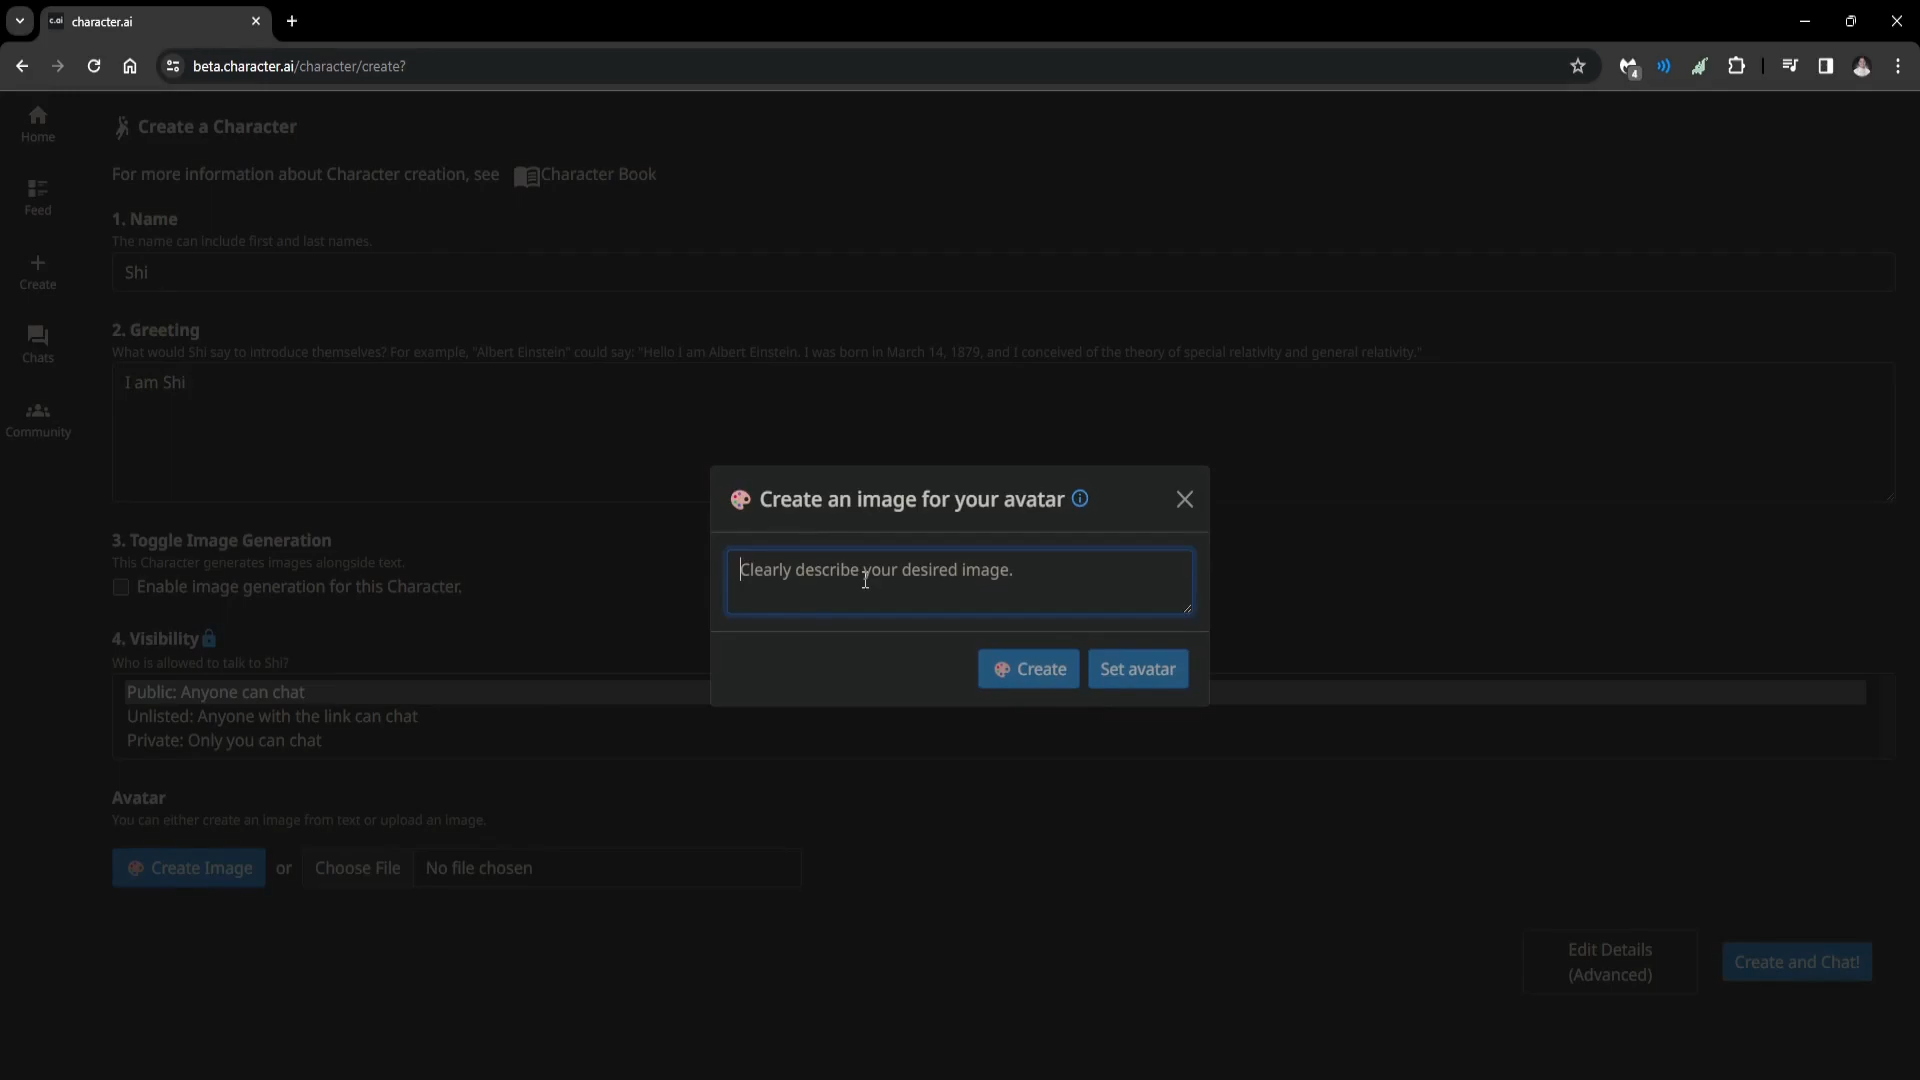 c.ai character.ai
beta.character.ai/character/create?
4
Home
Feed
Create
Chats
Community
Create a Character
For more information about Character creation, see Character Book
1. Name
The name can include first and last names.
Shi
2. Greeting
What would Shi say to introduce themselves? For example, "Albert Einstein" could say: "Hello I am Albert Einstein. I was born in March 14, 1879, and I conceived of the theory of special relativity and general relativity."
I am Shi
3. Toggle Image Generation
This Character generates images alongside text.
Enable image generation for this Character.
4. Visibility
Who is allowed to talk to Shi?
Public: Anyone can chat
Unlisted: Anyone with the link can chat
Private: Only you can chat
Avatar
You can either create an image from text or upload an image.
Create Image or Choose File No file chosen
Edit Details
(Advanced)
Create and Chat!
Create an image for your avatar
Clearly describe your desired image.
Create Set avatar